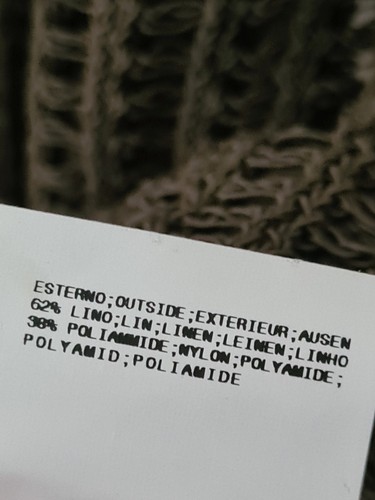 ESTERNO;OUTSIDE;EXTERIEUR;AUSEN
62% LINO;LIN;LINEN;LEINEN;LINHO
38% POLIAMMIDE;NYLON;POLYAMIDE;
POLYAMID;POLIAMIDE